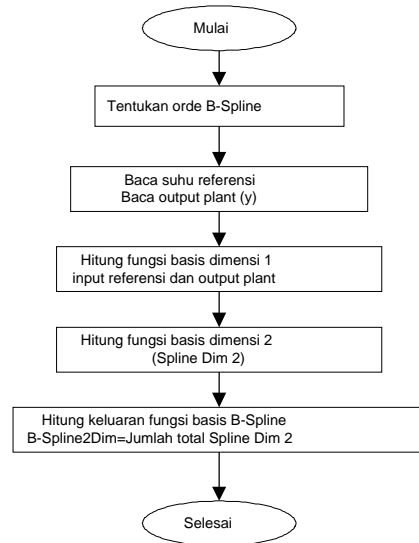 Mulai
Tentukan orde B-Spline
Baca suhu referensi
Baca output plant (y)
Hitung fungsi basis dimensi 1
input referensi dan output plant
Hitung fungsi basis dimensi 2
(Spline Dim 2)
Hitung keluaran fungsi basis B-Spline
B-Spline2Dim=Jumlah total Spline Dim 2
Selesai